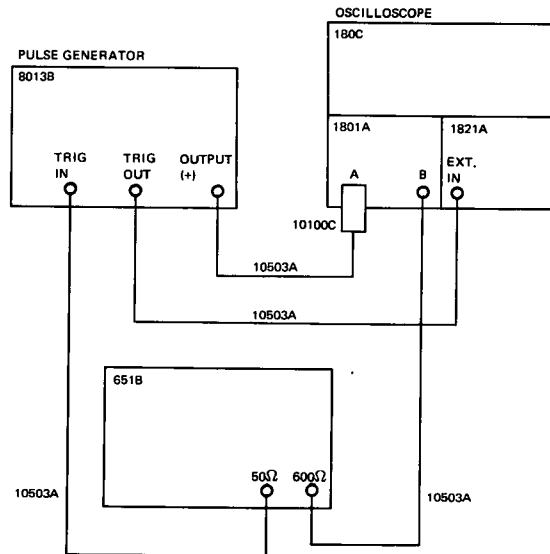 OSCILLOSCOPE
180C
PULSE GENERATOR
8013B
1801A
1821A
TRIG
IN
TRIG
OUT
OUTPUT
(+)
A
B
EXT.
IN
10100C
10503A
10503A
651B
50Ω
600Ω
10503A
10503A